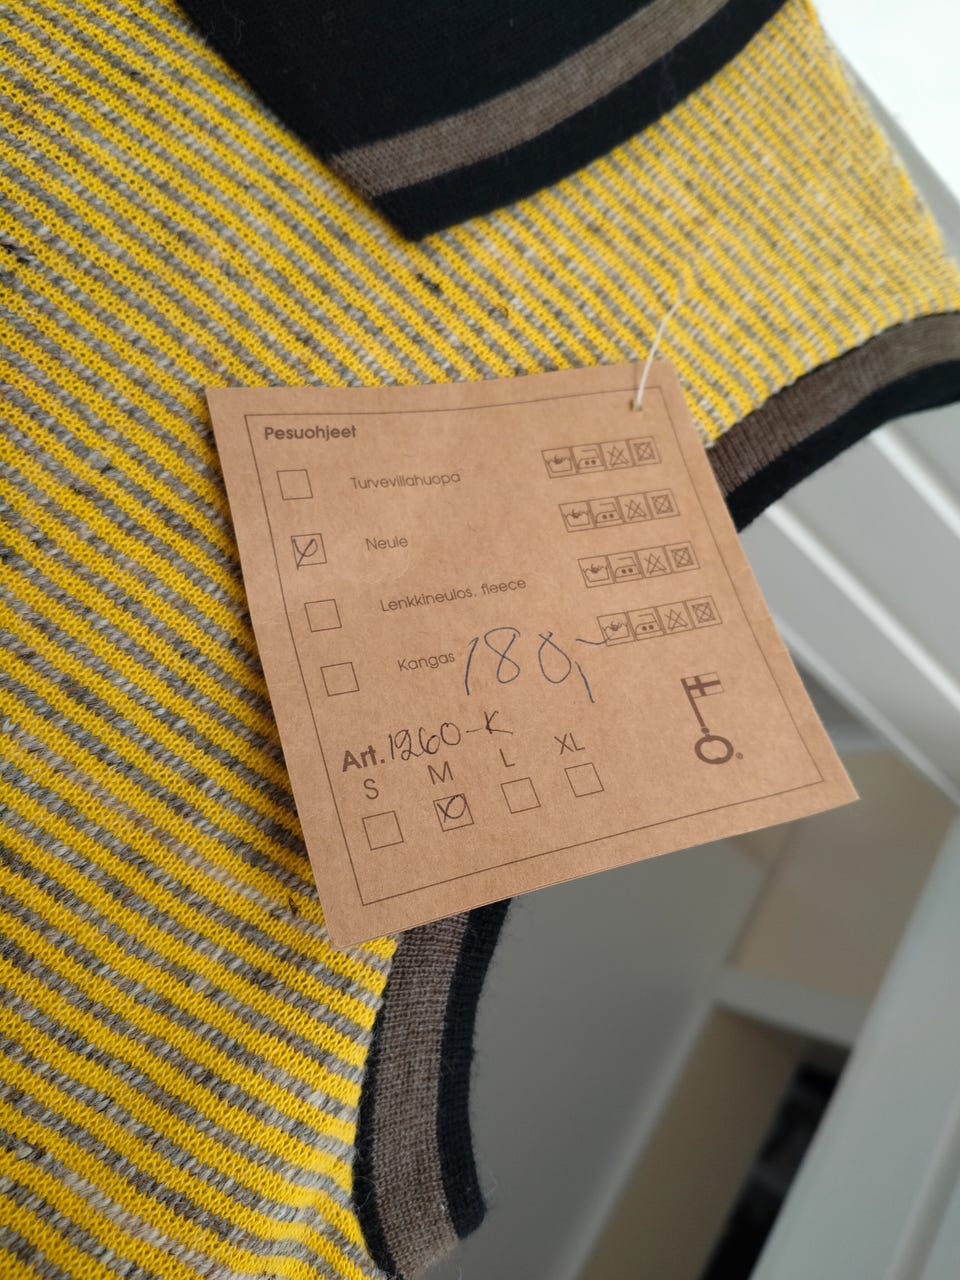 Pesuohjeet
Turvevillahuopa
Neule
Lenkkineulos, fleece
Kangas 180,-
Art. 1260-K
S M L XL